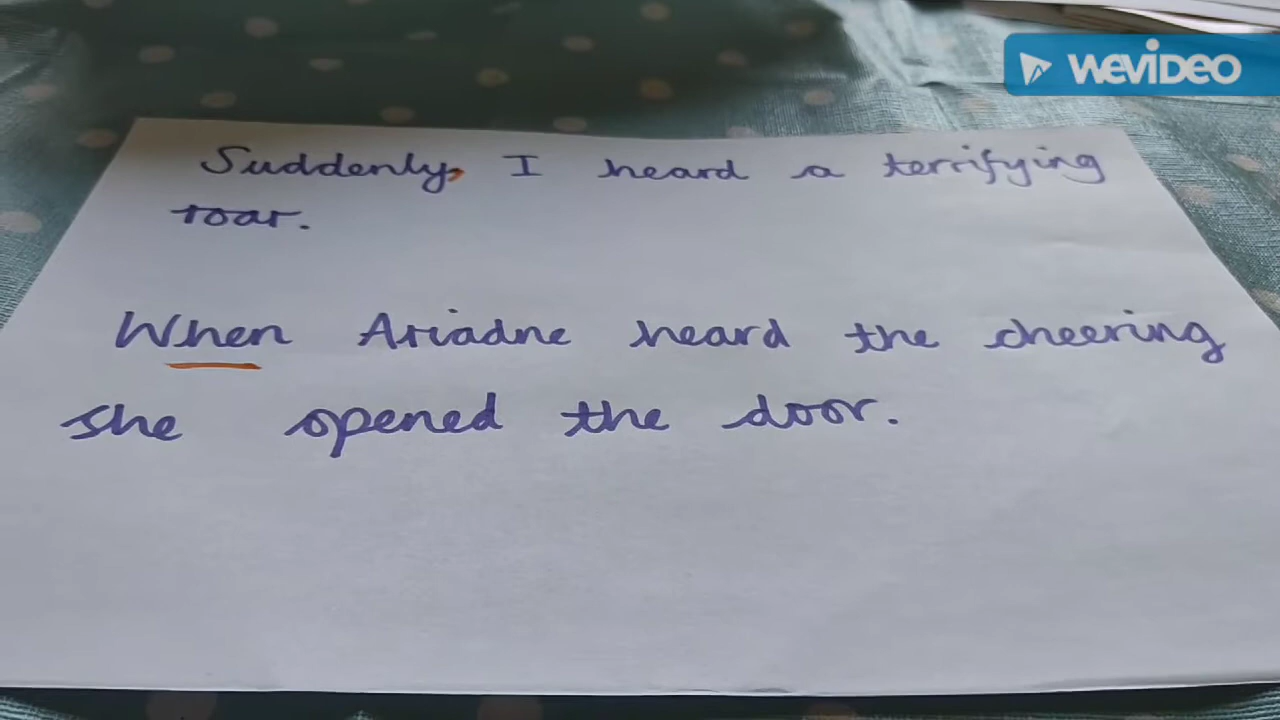 WEVIDEO
Suddenly, I heard a terrifying
roar.
When Ariadne heard the cheering
she opened the door.